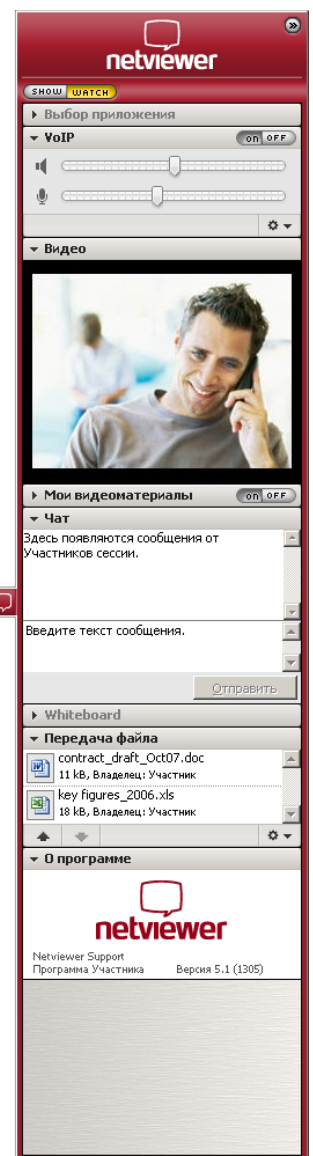 netviewer
SHOW WATCH
Выбор приложения
VoIP on OFF
Видео
Мои видеоматериалы on OFF
Чат
Здесь появляются сообщения от
Участников сессии.
Введите текст сообщения.
Отправить
Whiteboard
Передача файла
contract_draft_Oct07.doc
11 kB, Владелец: Участник
key figures_2006.xls
18 kB, Владелец: Участник
О программе
netviewer
Netviewer Support
Программа Участника Версия 5.1 (1305)